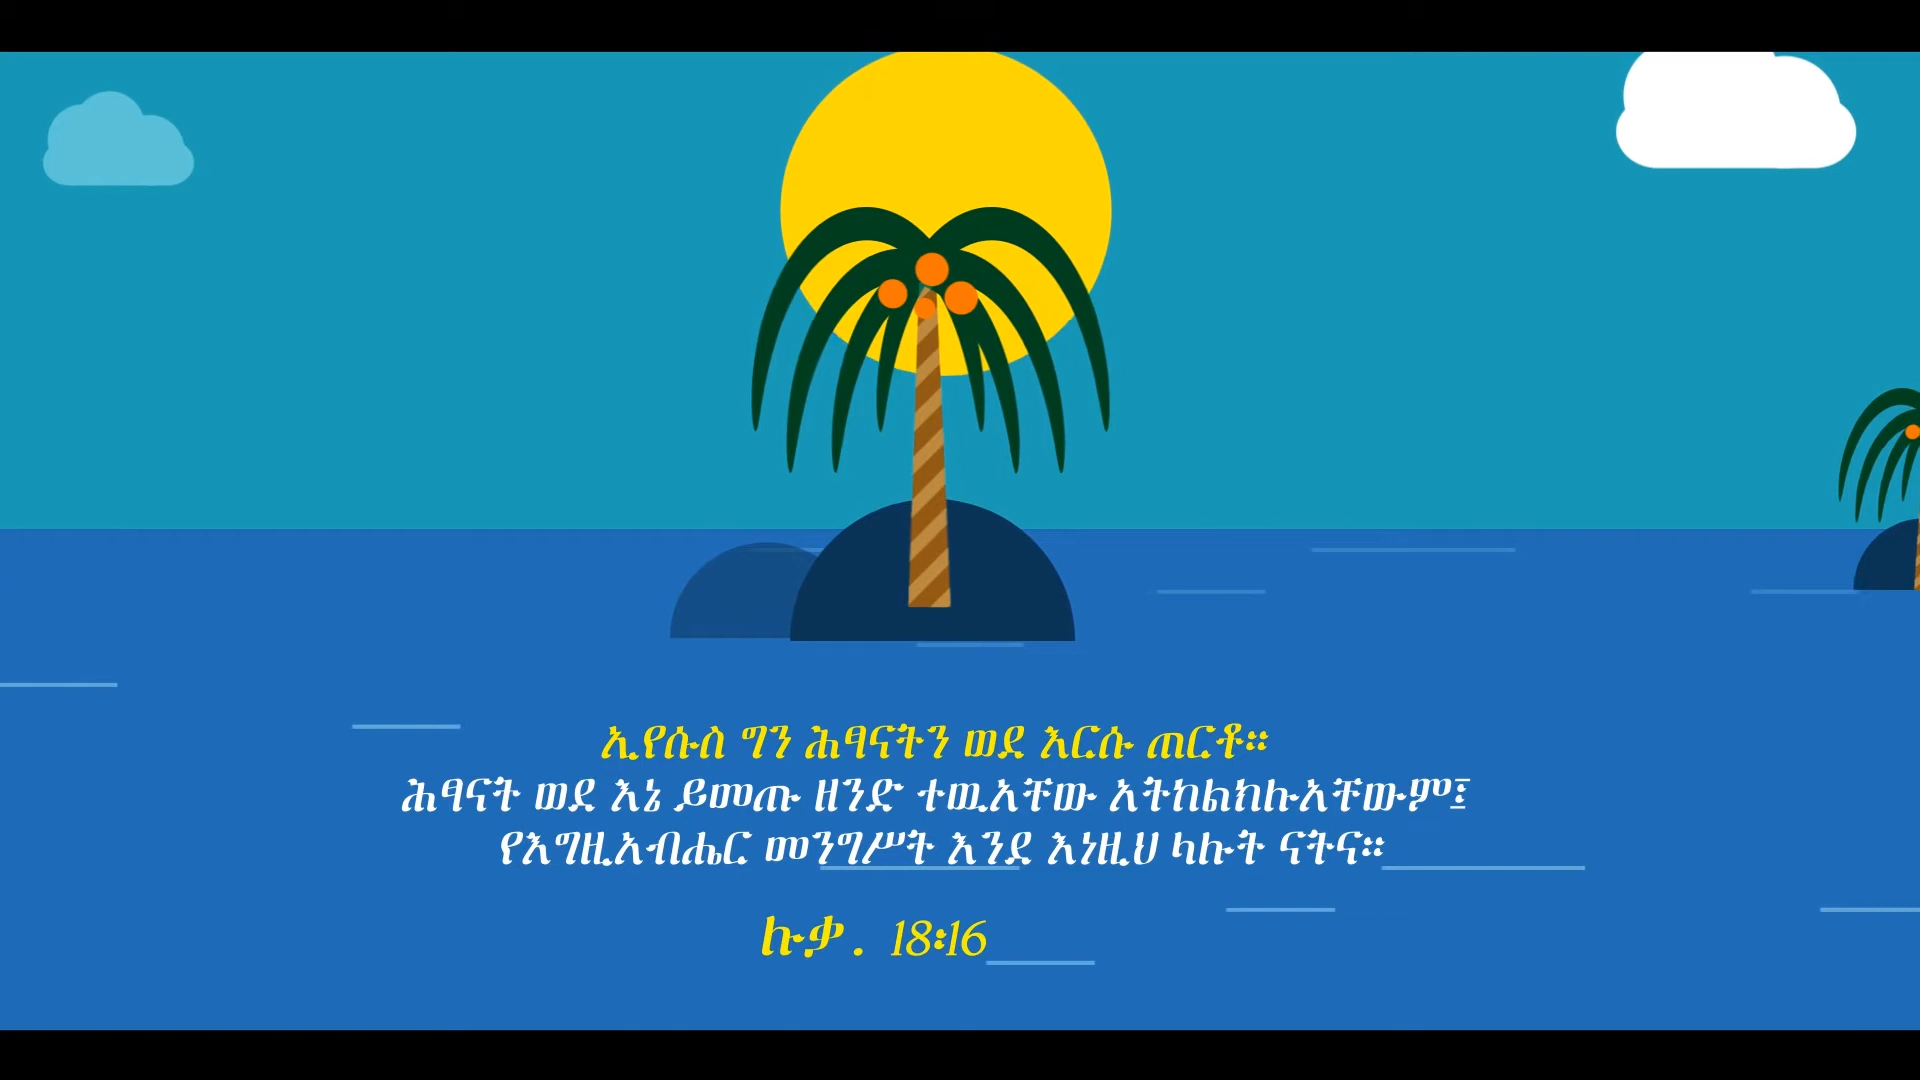 ኢየሱስ ግን ሕፃናትን ወደ እርሱ ጠርቶ።
ሕፃናት ወደ እኔ ይመጡ ዘንድ ተዉአቸው አትከልክሉአቸውም፤
የእግዚአብሔር መንግሥት እንደ እነዚህ ላሉት ናትና።
ሉቃ. 18፥16